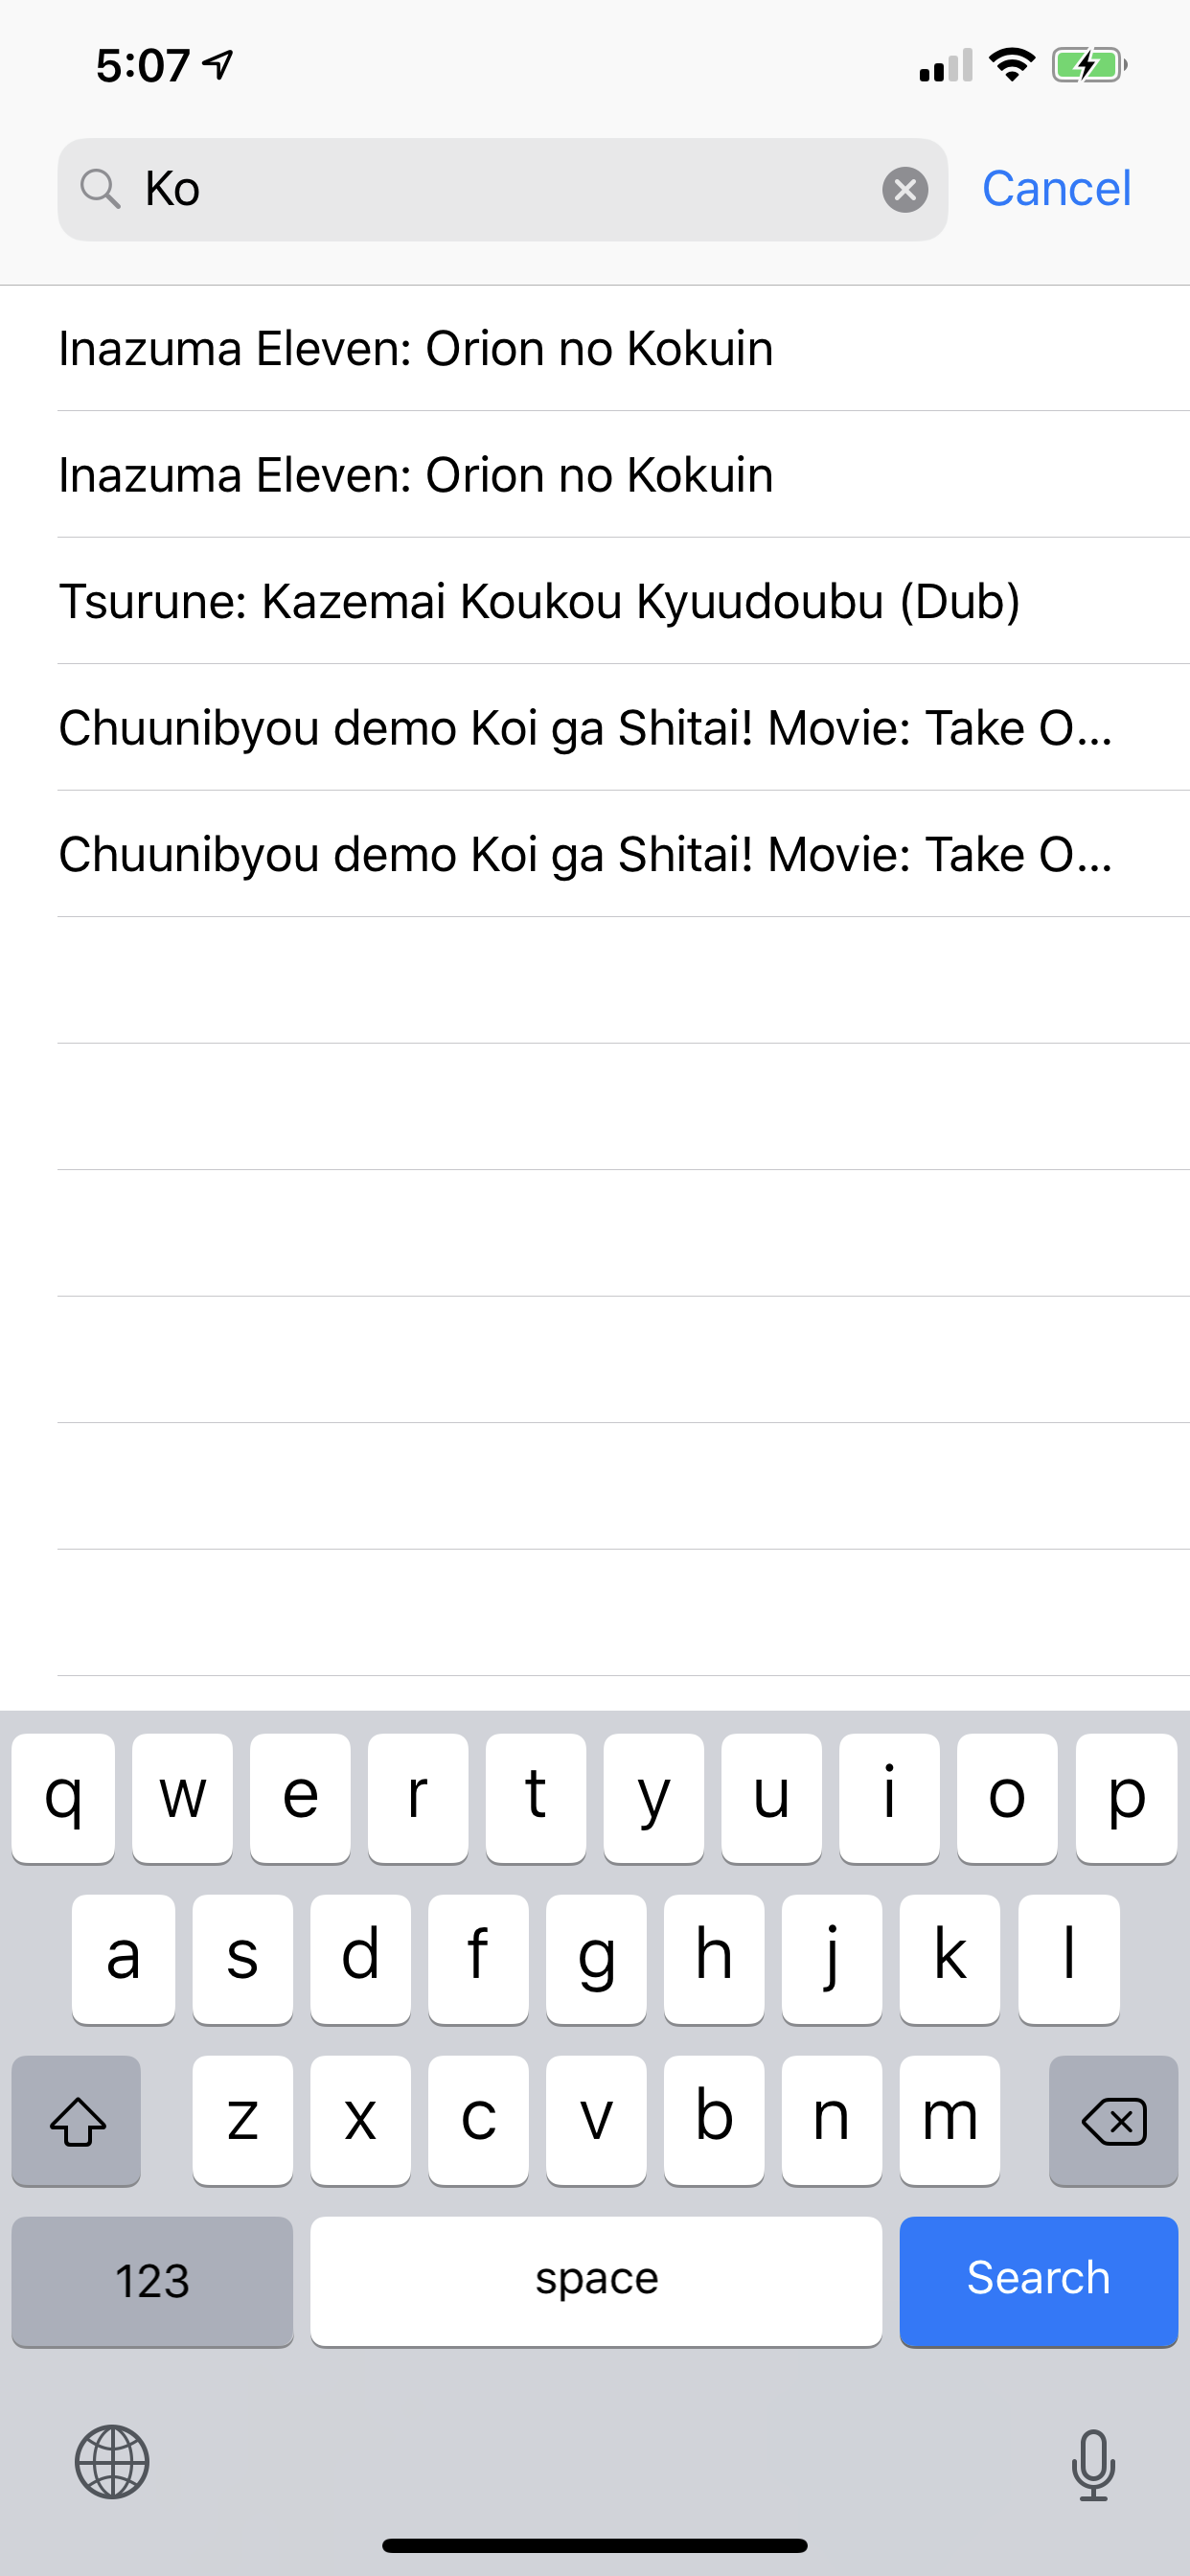 5:07
Ko
Cancel
Inazuma Eleven: Orion no Kokuin
Inazuma Eleven: Orion no Kokuin
Tsurune: Kazemai Koukou Kyuudoubu (Dub)
Chuunibyou demo Koi ga Shitai! Movie: Take O...
Chuunibyou demo Koi ga Shitai! Movie: Take O...
q w e r t y u i o p
a s d f g h j k l
z x c v b n m
123 space Search